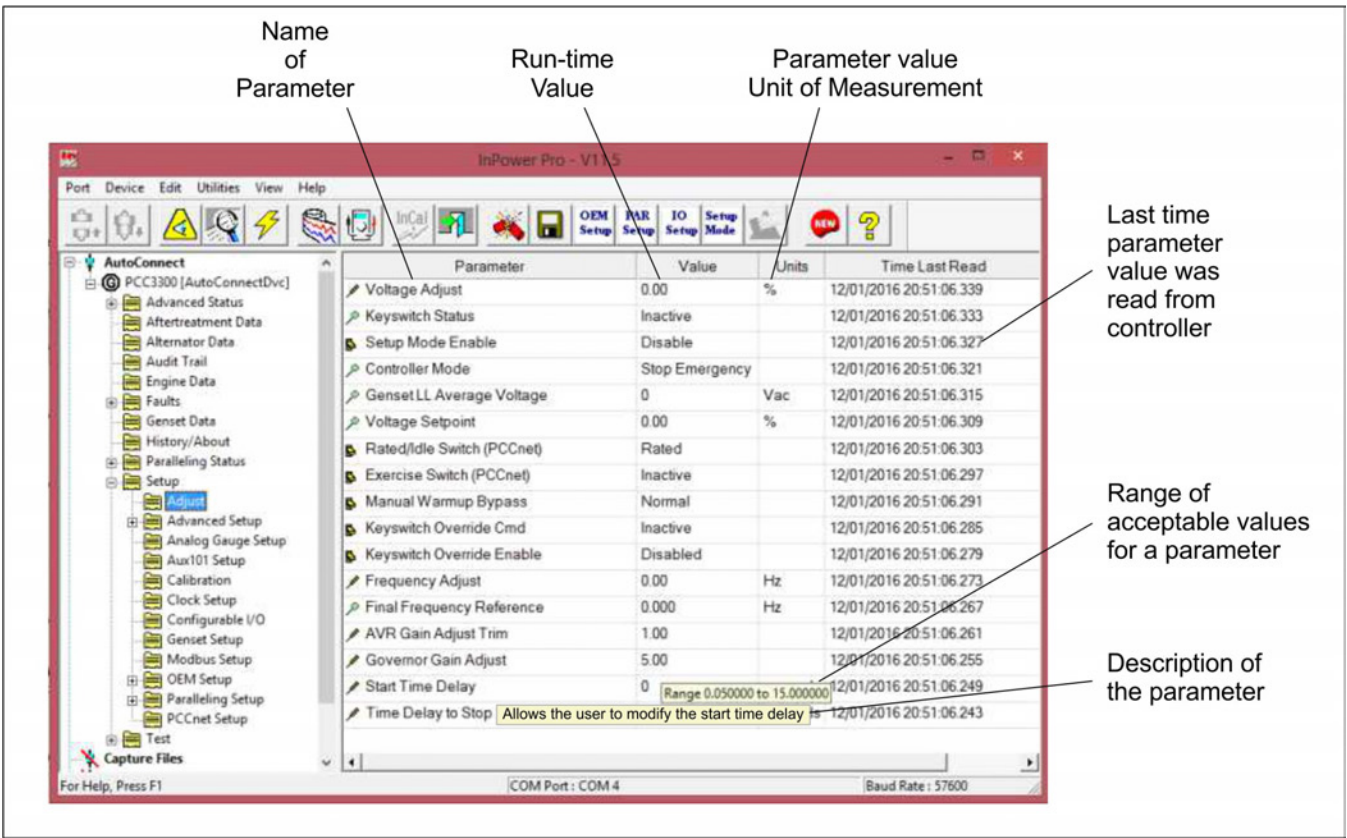 Name
of
Parameter
Run-time
Value
Parameter value
Unit of Measurement
InPower Pro - V11.5
Port Device Edit Utilities View Help
InCal
OEM Setup PAR Setup IO Setup Setup Mode
NEW
Parameter Value Units Time Last Read
Voltage Adjust 0.00 % 12/01/2016 20:51:06.339
Keyswitch Status Inactive 12/01/2016 20:51:06.333
Setup Mode Enable Disable 12/01/2016 20:51:06.327
Controller Mode Stop Emergency 12/01/2016 20:51:06.321
Genset LL Average Voltage 0 Vac 12/01/2016 20:51:06.315
Voltage Setpoint 0.00 % 12/01/2016 20:51:06.309
Rated/Idle Switch (PCCnet) Rated 12/01/2016 20:51:06.303
Exercise Switch (PCCnet) Inactive 12/01/2016 20:51:06.297
Manual Warmup Bypass Normal 12/01/2016 20:51:06.291
Keyswitch Override Cmd Inactive 12/01/2016 20:51:06.285
Keyswitch Override Enable Disabled 12/01/2016 20:51:06.279
Frequency Adjust 0.00 Hz 12/01/2016 20:51:06.273
Final Frequency Reference 0.000 Hz 12/01/2016 20:51:06.267
AVR Gain Adjust Trim 1.00 12/01/2016 20:51:06.261
Governor Gain Adjust 5.00 12/01/2016 20:51:06.255
Start Time Delay 0 12/01/2016 20:51:06.249
Range 0.050000 to 15.000000
Time Delay to Stop 12/01/2016 20:51:06.243
Allows the user to modify the start time delay
AutoConnect
PCC3300 [AutoConnectDvc]
Advanced Status
Aftertreatment Data
Alternator Data
Audit Trail
Engine Data
Faults
Genset Data
History/About
Paralleling Status
Setup
Adjust
Advanced Setup
Analog Gauge Setup
Aux101 Setup
Calibration
Clock Setup
Configurable I/O
Genset Setup
Modbus Setup
OEM Setup
Paralleling Setup
PCCnet Setup
Test
Capture Files
For Help, Press F1 COM Port : COM 4 Baud Rate : 57600
Last time
parameter
value was
read from
controller
Range of
acceptable values
for a parameter
Description of
the parameter